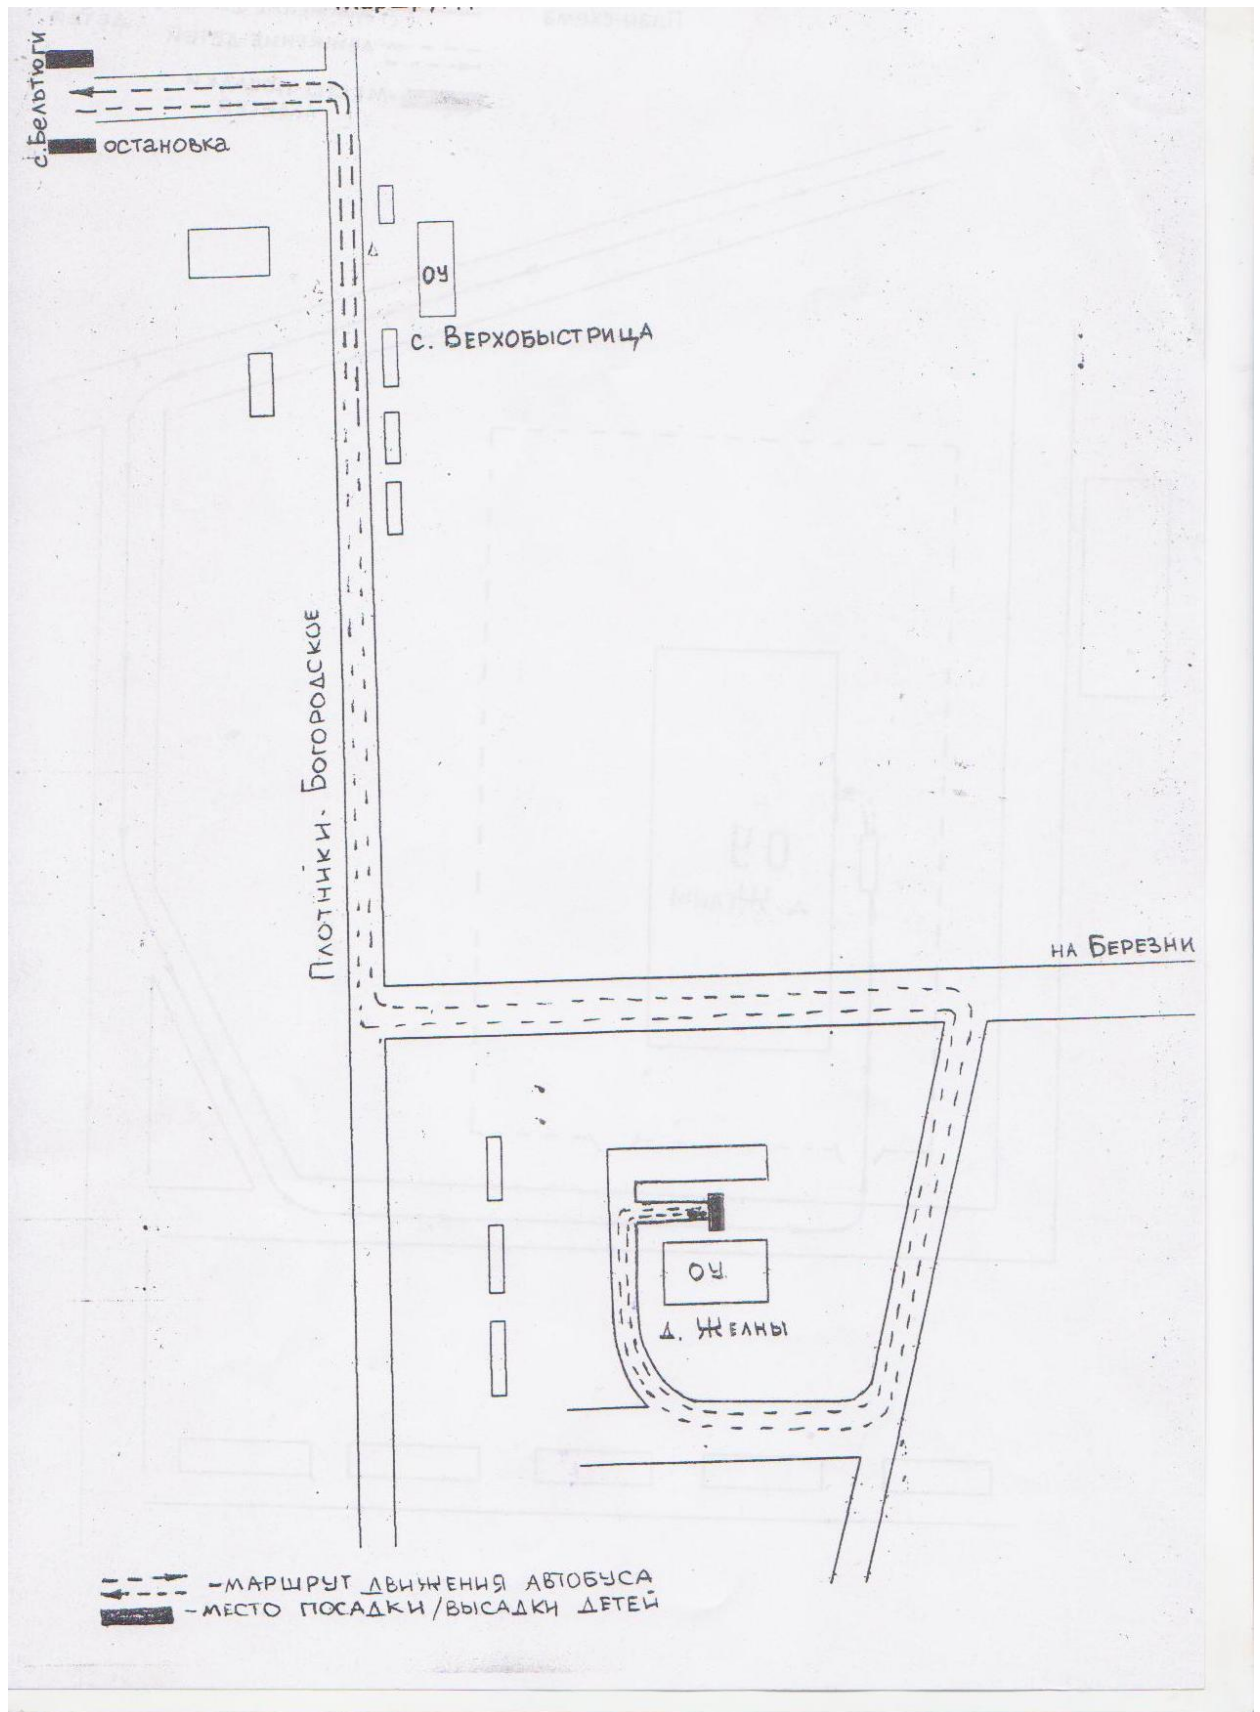 с. Бельтюги
остановка
ОУ
с. Верхобыстрица
Плотники - Богородское
на Березни
ОУ
д. Желны
- маршрут движения автобуса
- место посадки/высадки детей